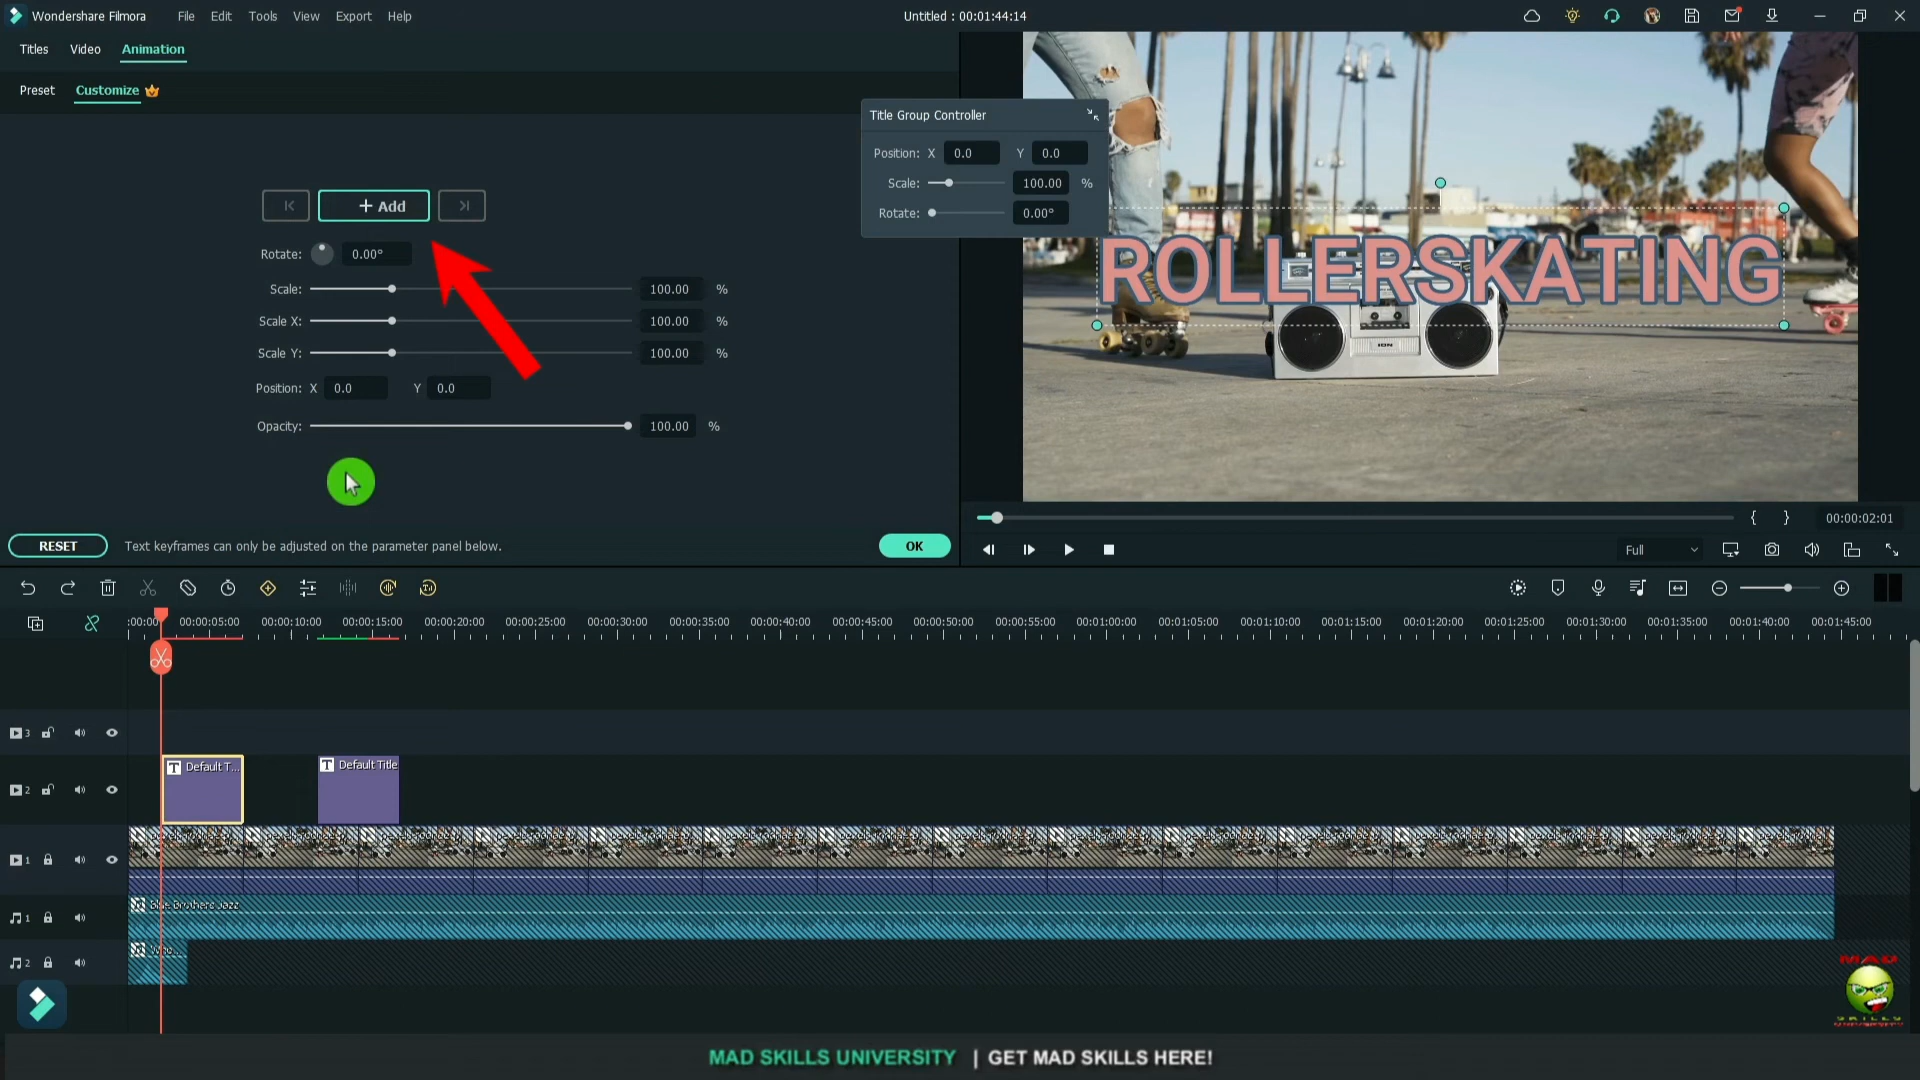 Wondershare Filmora File Edit Tools View Export Help Untitled : 00:01:44:14
Titles Video Animation
Preset Customize
+ Add
Rotate: 0.00°
Scale: 100.00 %
Scale X: 100.00 %
Scale Y: 100.00 %
Position: X 0.0 Y 0.0
Opacity: 100.00 %
RESET Text keyframes can only be adjusted on the parameter panel below. OK
Title Group Controller
Position: X 0.0 Y 0.0
Scale: 100.00 %
Rotate: 0.00°
ROLLERSKATING
ION
{ } 00:00:02:01
Full
:00:00 00:00:05:00 00:00:10:00 00:00:15:00 00:00:20:00 00:00:25:00 00:00:30:00 00:00:35:00 00:00:40:00 00:00:45:00 00:00:50:00 00:00:55:00 00:01:00:00 00:01:05:00 00:01:10:00 00:01:15:00 00:01:20:00 00:01:25:00 00:01:30:00 00:01:35:00 00:01:40:00 00:01:45:00
3
2 T Default T... T Default Title
1
1 Blue Brothers Jazz
2
MAD
SKILLS
MAD SKILLS UNIVERSITY | GET MAD SKILLS HERE!